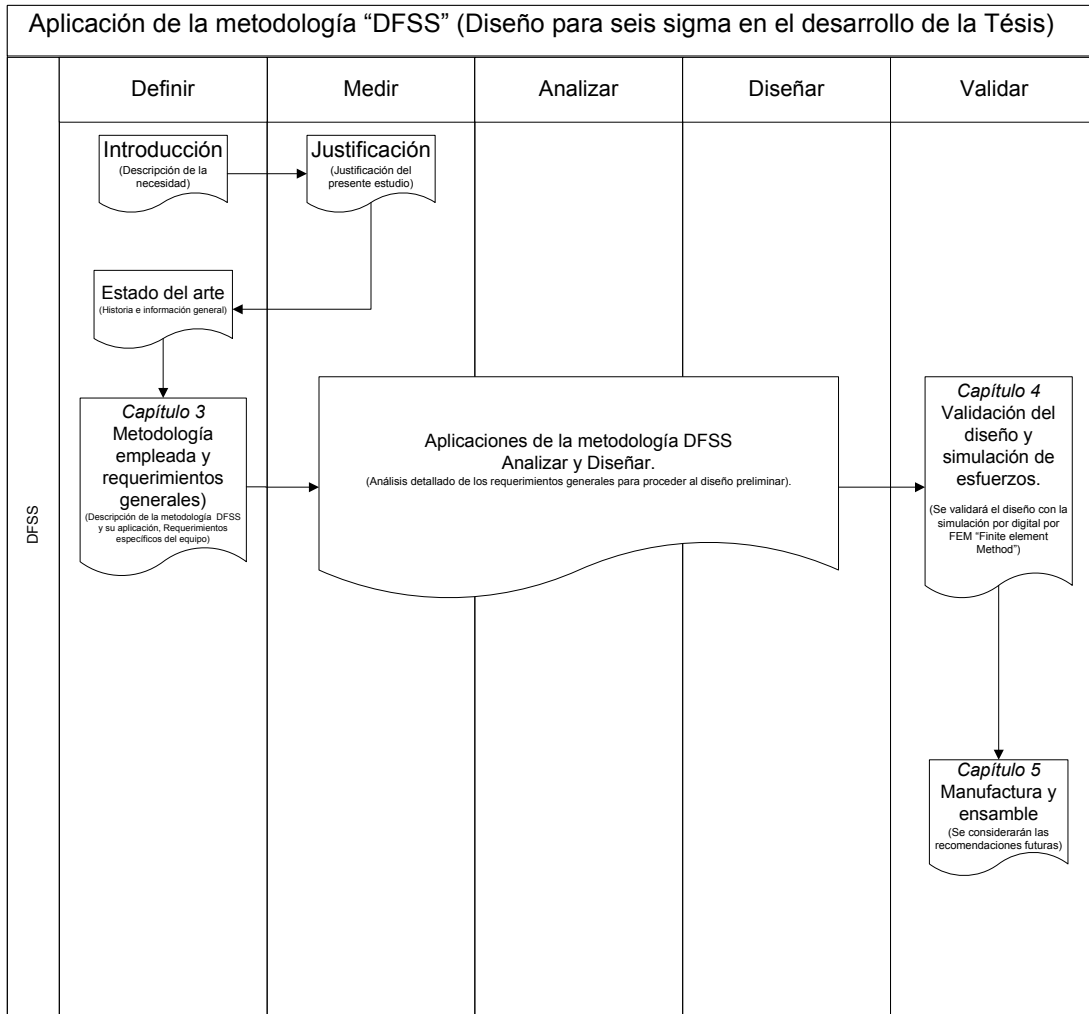 Aplicación de la metodología “DFSS” (Diseño para seis sigma en el desarrollo de la Tésis)
Definir
Medir
Analizar
Diseñar
Validar
DFSS
Introducción
(Descripción de la
necesidad)
Justificación
(Justificación del
presente estudio)
Estado del arte
(Historia e información general)
Capítulo 3
Metodología
empleada y
requerimientos
generales)
(Descripción de la metodología DFSS
y su aplicación, Requerimientos
específicos del equipo)
Aplicaciones de la metodología DFSS
Analizar y Diseñar.
(Análisis detallado de los requerimientos generales para proceder al diseño preliminar).
Capítulo 4
Validación del
diseño y
simulación de
esfuerzos.
(Se validará el diseño con la
simulación por digital por
FEM “Finite element
Method”)
Capítulo 5
Manufactura y
ensamble
(Se considerarán las
recomendaciones futuras)